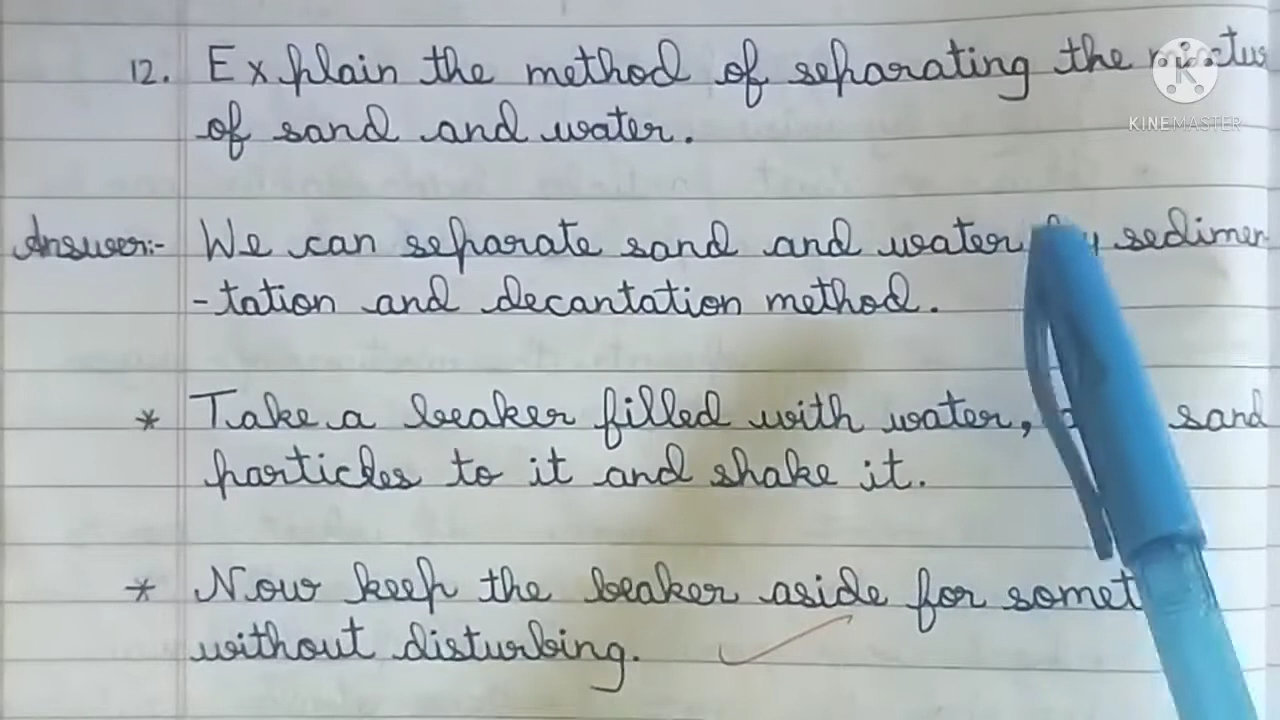 12. Explain the method of separating the
of sand and water.
Answer:- We can separate sand and water by sedimen
-tation and decantation method.
* Take a beaker filled with water, sand
particles to it and shake it.
* Now keep the beaker aside for somet
without disturbing.
KINEMASTER